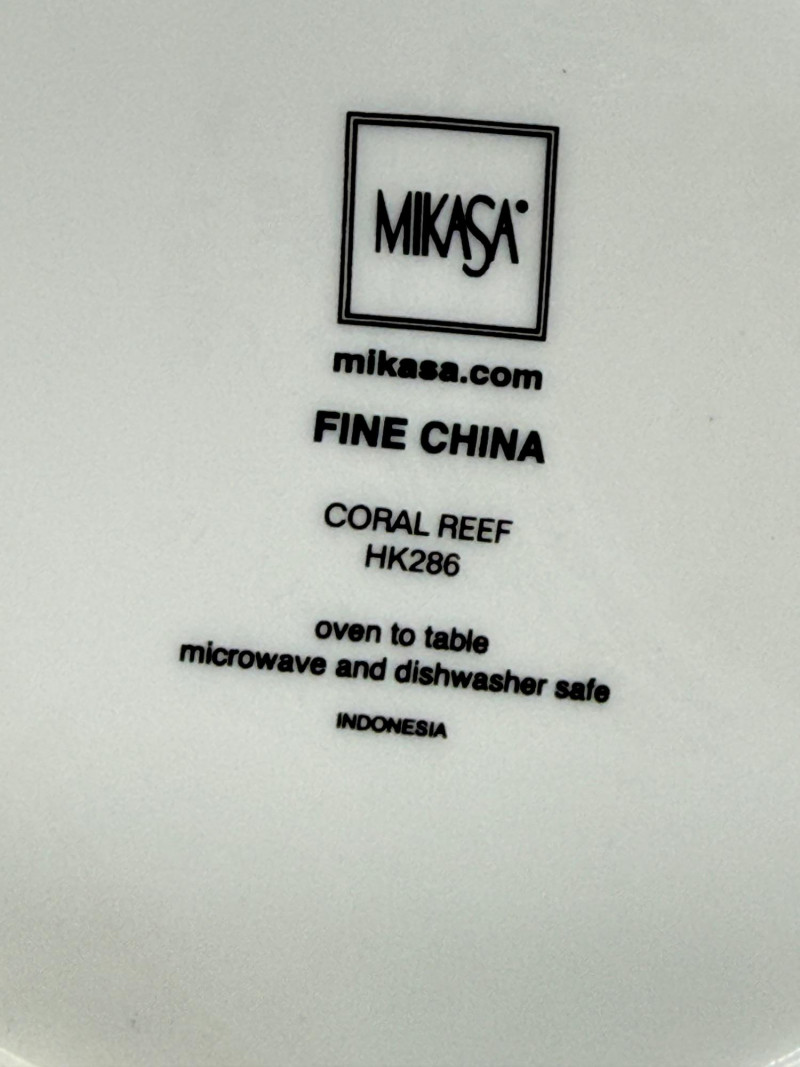 MIKASA
mikasa.com
FINE CHINA
CORAL REEF
HK286
oven to table
microwave and dishwasher safe
INDONESIA